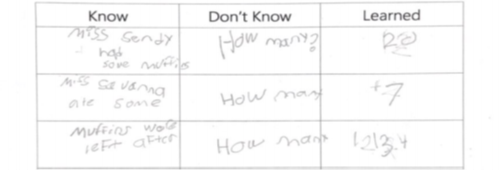 Know Don't Know Learned
Miss Sendy How many? 20
had
some muffins
Miss Savanna How many +7
ate some
Muffins were How many
left after